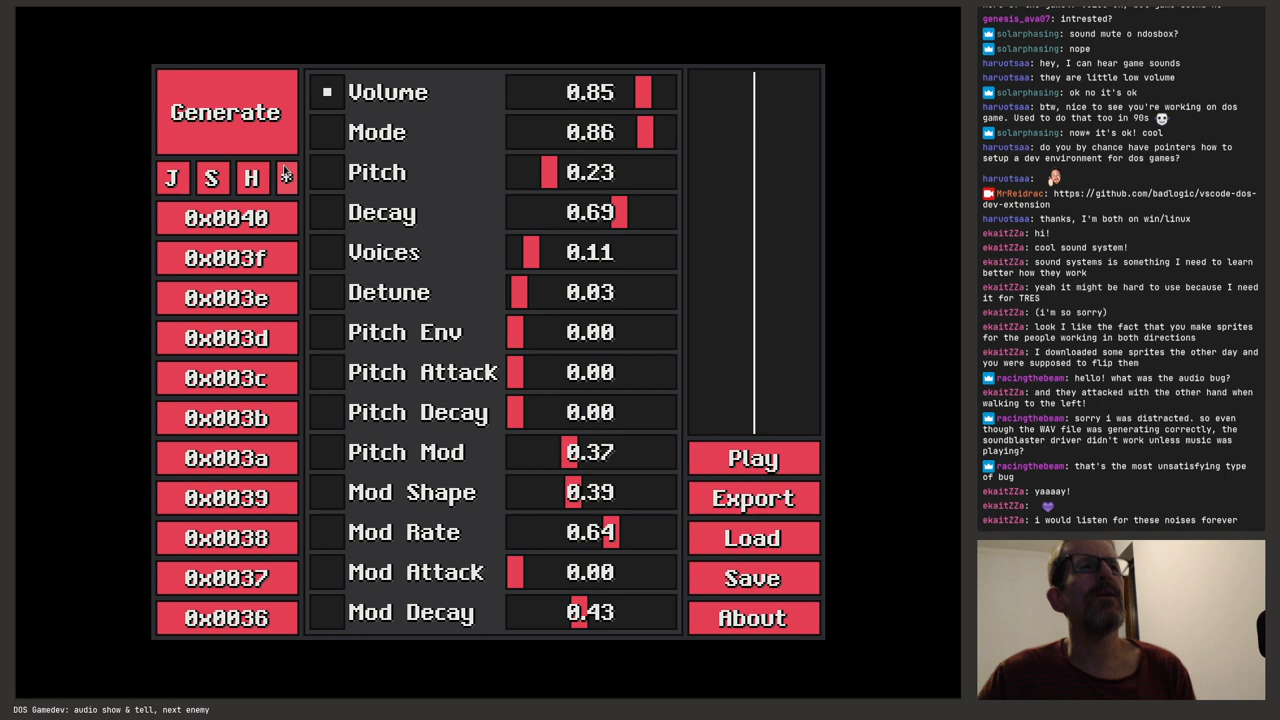 Generate
J S H *
0x0040
0x003f
0x003e
0x003d
0x003c
0x003b
0x003a
0x0039
0x0038
0x0037
0x0036
Volume 0.85
Mode 0.86
Pitch 0.23
Decay 0.69
Voices 0.11
Detune 0.03
Pitch Env 0.00
Pitch Attack 0.00
Pitch Decay 0.00
Pitch Mod 0.37
Mod Shape 0.39
Mod Rate 0.64
Mod Attack 0.00
Mod Decay 0.43
Play
Export
Load
Save
About
genesis_ava07: intrested?
solarphasing: sound mute o ndosbox?
solarphasing: nope
haruotsaa: hey, I can hear game sounds
haruotsaa: they are little low volume
solarphasing: ok no it's ok
haruotsaa: btw, nice to see you're working on dos
game. Used to do that too in 90s
solarphasing: now* it's ok! cool
haruotsaa: do you by chance have pointers how to
setup a dev environment for dos games?
haruotsaa:
MrReidrac: https://github.com/badlogic/vscode-dos-
dev-extension
haruotsaa: thanks, I'm both on win/linux
ekaitZZa: hi!
ekaitZZa: cool sound system!
ekaitZZa: sound systems is something I need to learn
better how they work
ekaitZZa: yeah it might be hard to use because I need
it for TRES
ekaitZZa: (i'm so sorry)
ekaitZZa: look I like the fact that you make sprites
for the people working in both directions
ekaitZZa: I downloaded some sprites the other day and
you were supposed to flip them
racingthebeam: hello! what was the audio bug?
ekaitZZa: and they attacked with the other hand when
walking to the left!
racingthebeam: sorry i was distracted. so even
though the WAV file was generating correctly, the
soundblaster driver didn't work unless music was
playing?
racingthebeam: that's the most unsatisfying type
of bug
ekaitZZa: yaaaay!
ekaitZZa:
ekaitZZa: i would listen for these noises forever
DOS Gamedev: audio show & tell, next enemy